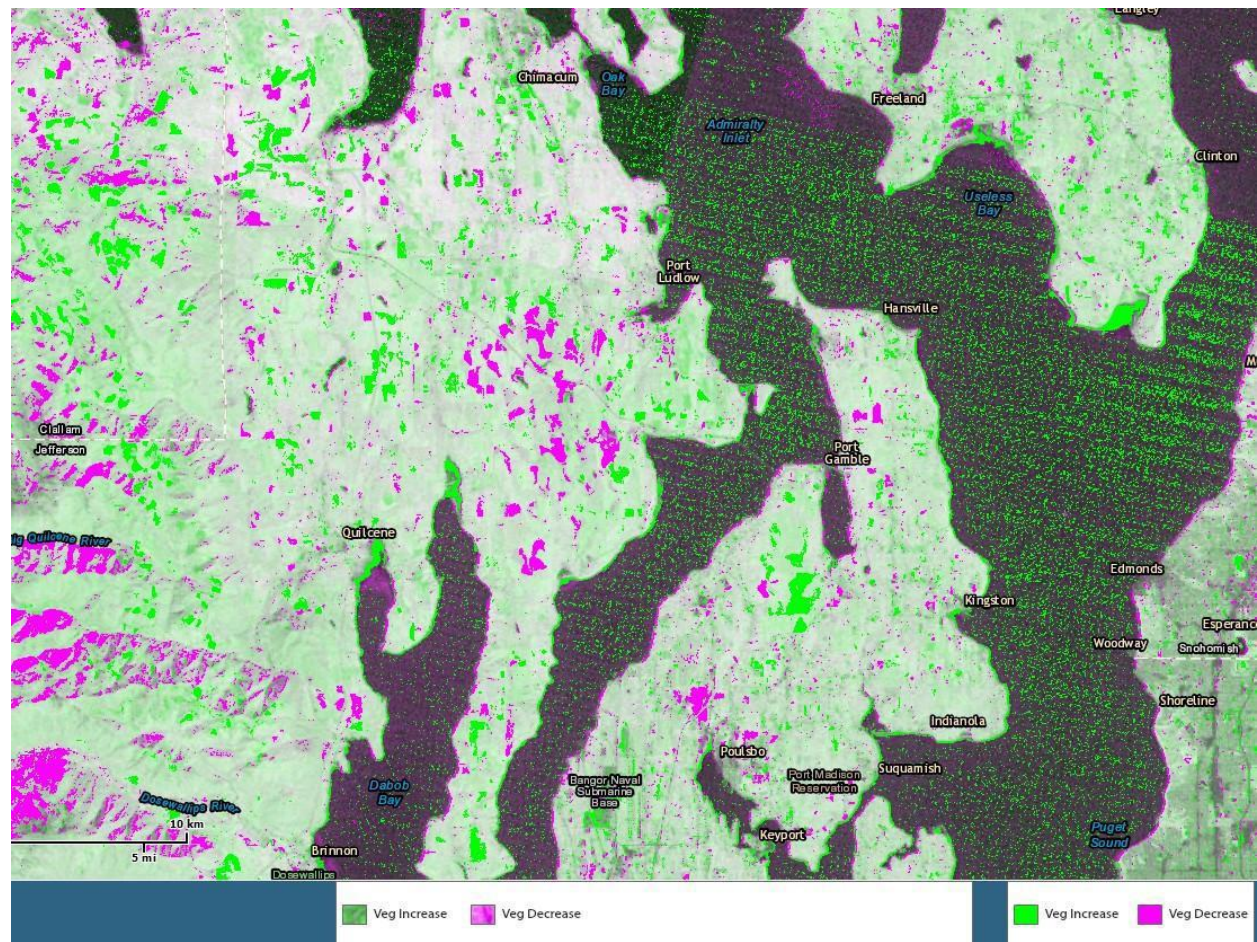 Langley
Chimacum
Oak
Bay
Freeland
Admiralty
Inlet
Clinton
Useless
Bay
Port
Ludlow
Hansville
M
Clallam
Jefferson
Port
Gamble
Quilcene
ig Quilcene River
Edmonds
Kingston
Esperance
Woodway
Snohomish
Shoreline
Indianola
Poulsbo
Suquamish
Port Madison
Reservation
Bangor Naval
Submarine
Base
Dabob
Bay
Dosewallips River
10 km
5 mi
Keyport
Puget
Sound
Brinnon
Dosewallips
Veg Increase Veg Decrease Veg Increase Veg Decrease